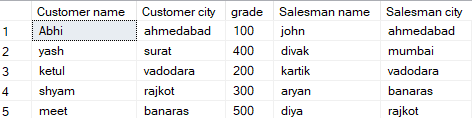 Customer name Customer city grade Salesman name Salesman city
1 Abhi ahmedabad 100 john ahmedabad
2 yash surat 400 divak mumbai
3 ketul vadodara 200 kartik vadodara
4 shyam rajkot 300 aryan banaras
5 meet banaras 500 diya rajkot